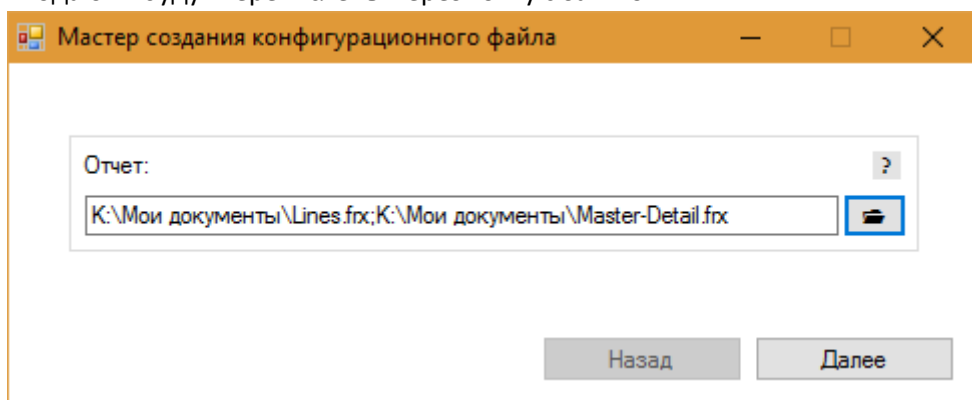 Мастер создания конфигурационного файла
Отчет:
?
K:\Мои документы\Lines.frx;K:\Мои документы\Master-Detail.frx
Назад
Далее